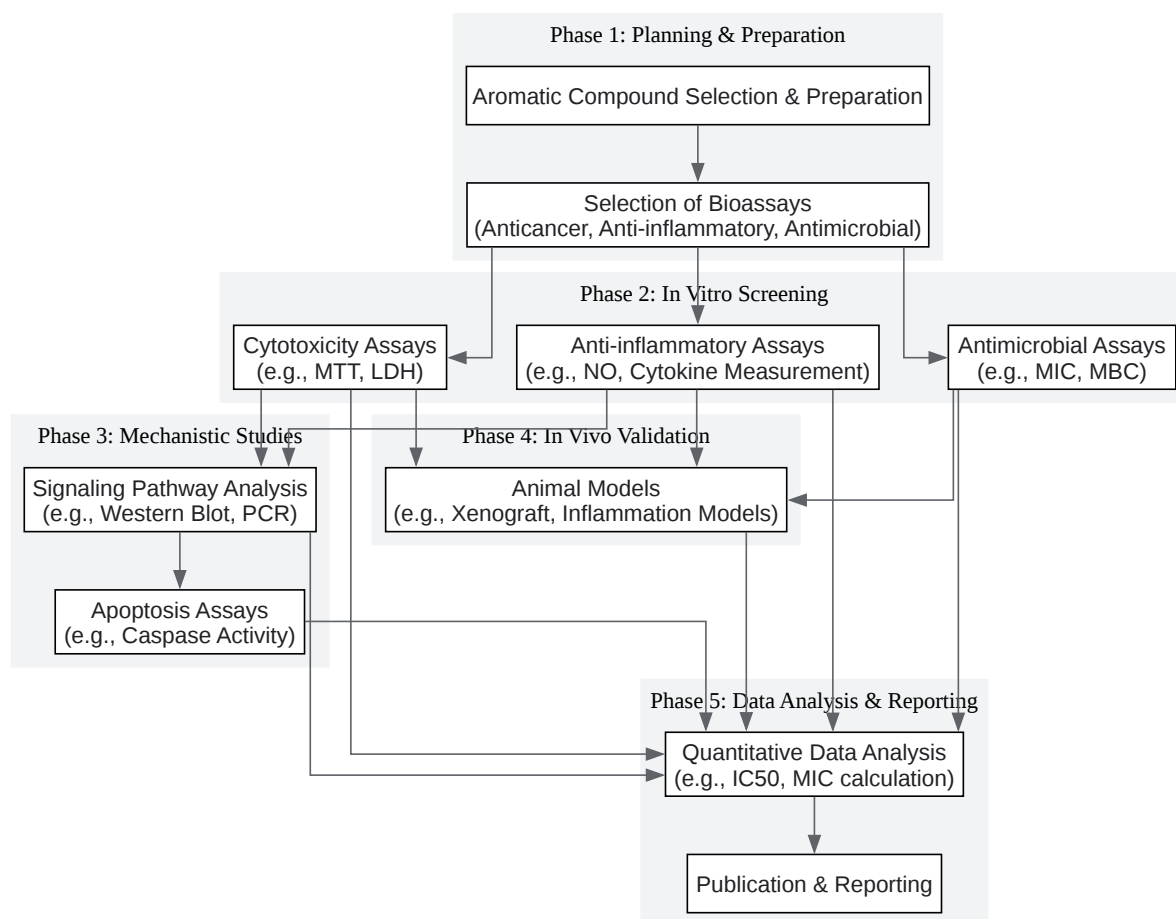 Phase 1: Planning & Preparation
Aromatic Compound Selection & Preparation
Selection of Bioassays
(Anticancer, Anti-inflammatory, Antimicrobial)
Phase 2: In Vitro Screening
Cytotoxicity Assays
(e.g., MTT, LDH)
Anti-inflammatory Assays
(e.g., NO, Cytokine Measurement)
Antimicrobial Assays
(e.g., MIC, MBC)
Phase 3: Mechanistic Studies
Signaling Pathway Analysis
(e.g., Western Blot, PCR)
Apoptosis Assays
(e.g., Caspase Activity)
Phase 4: In Vivo Validation
Animal Models
(e.g., Xenograft, Inflammation Models)
Phase 5: Data Analysis & Reporting
Quantitative Data Analysis
(e.g., IC50, MIC calculation)
Publication & Reporting